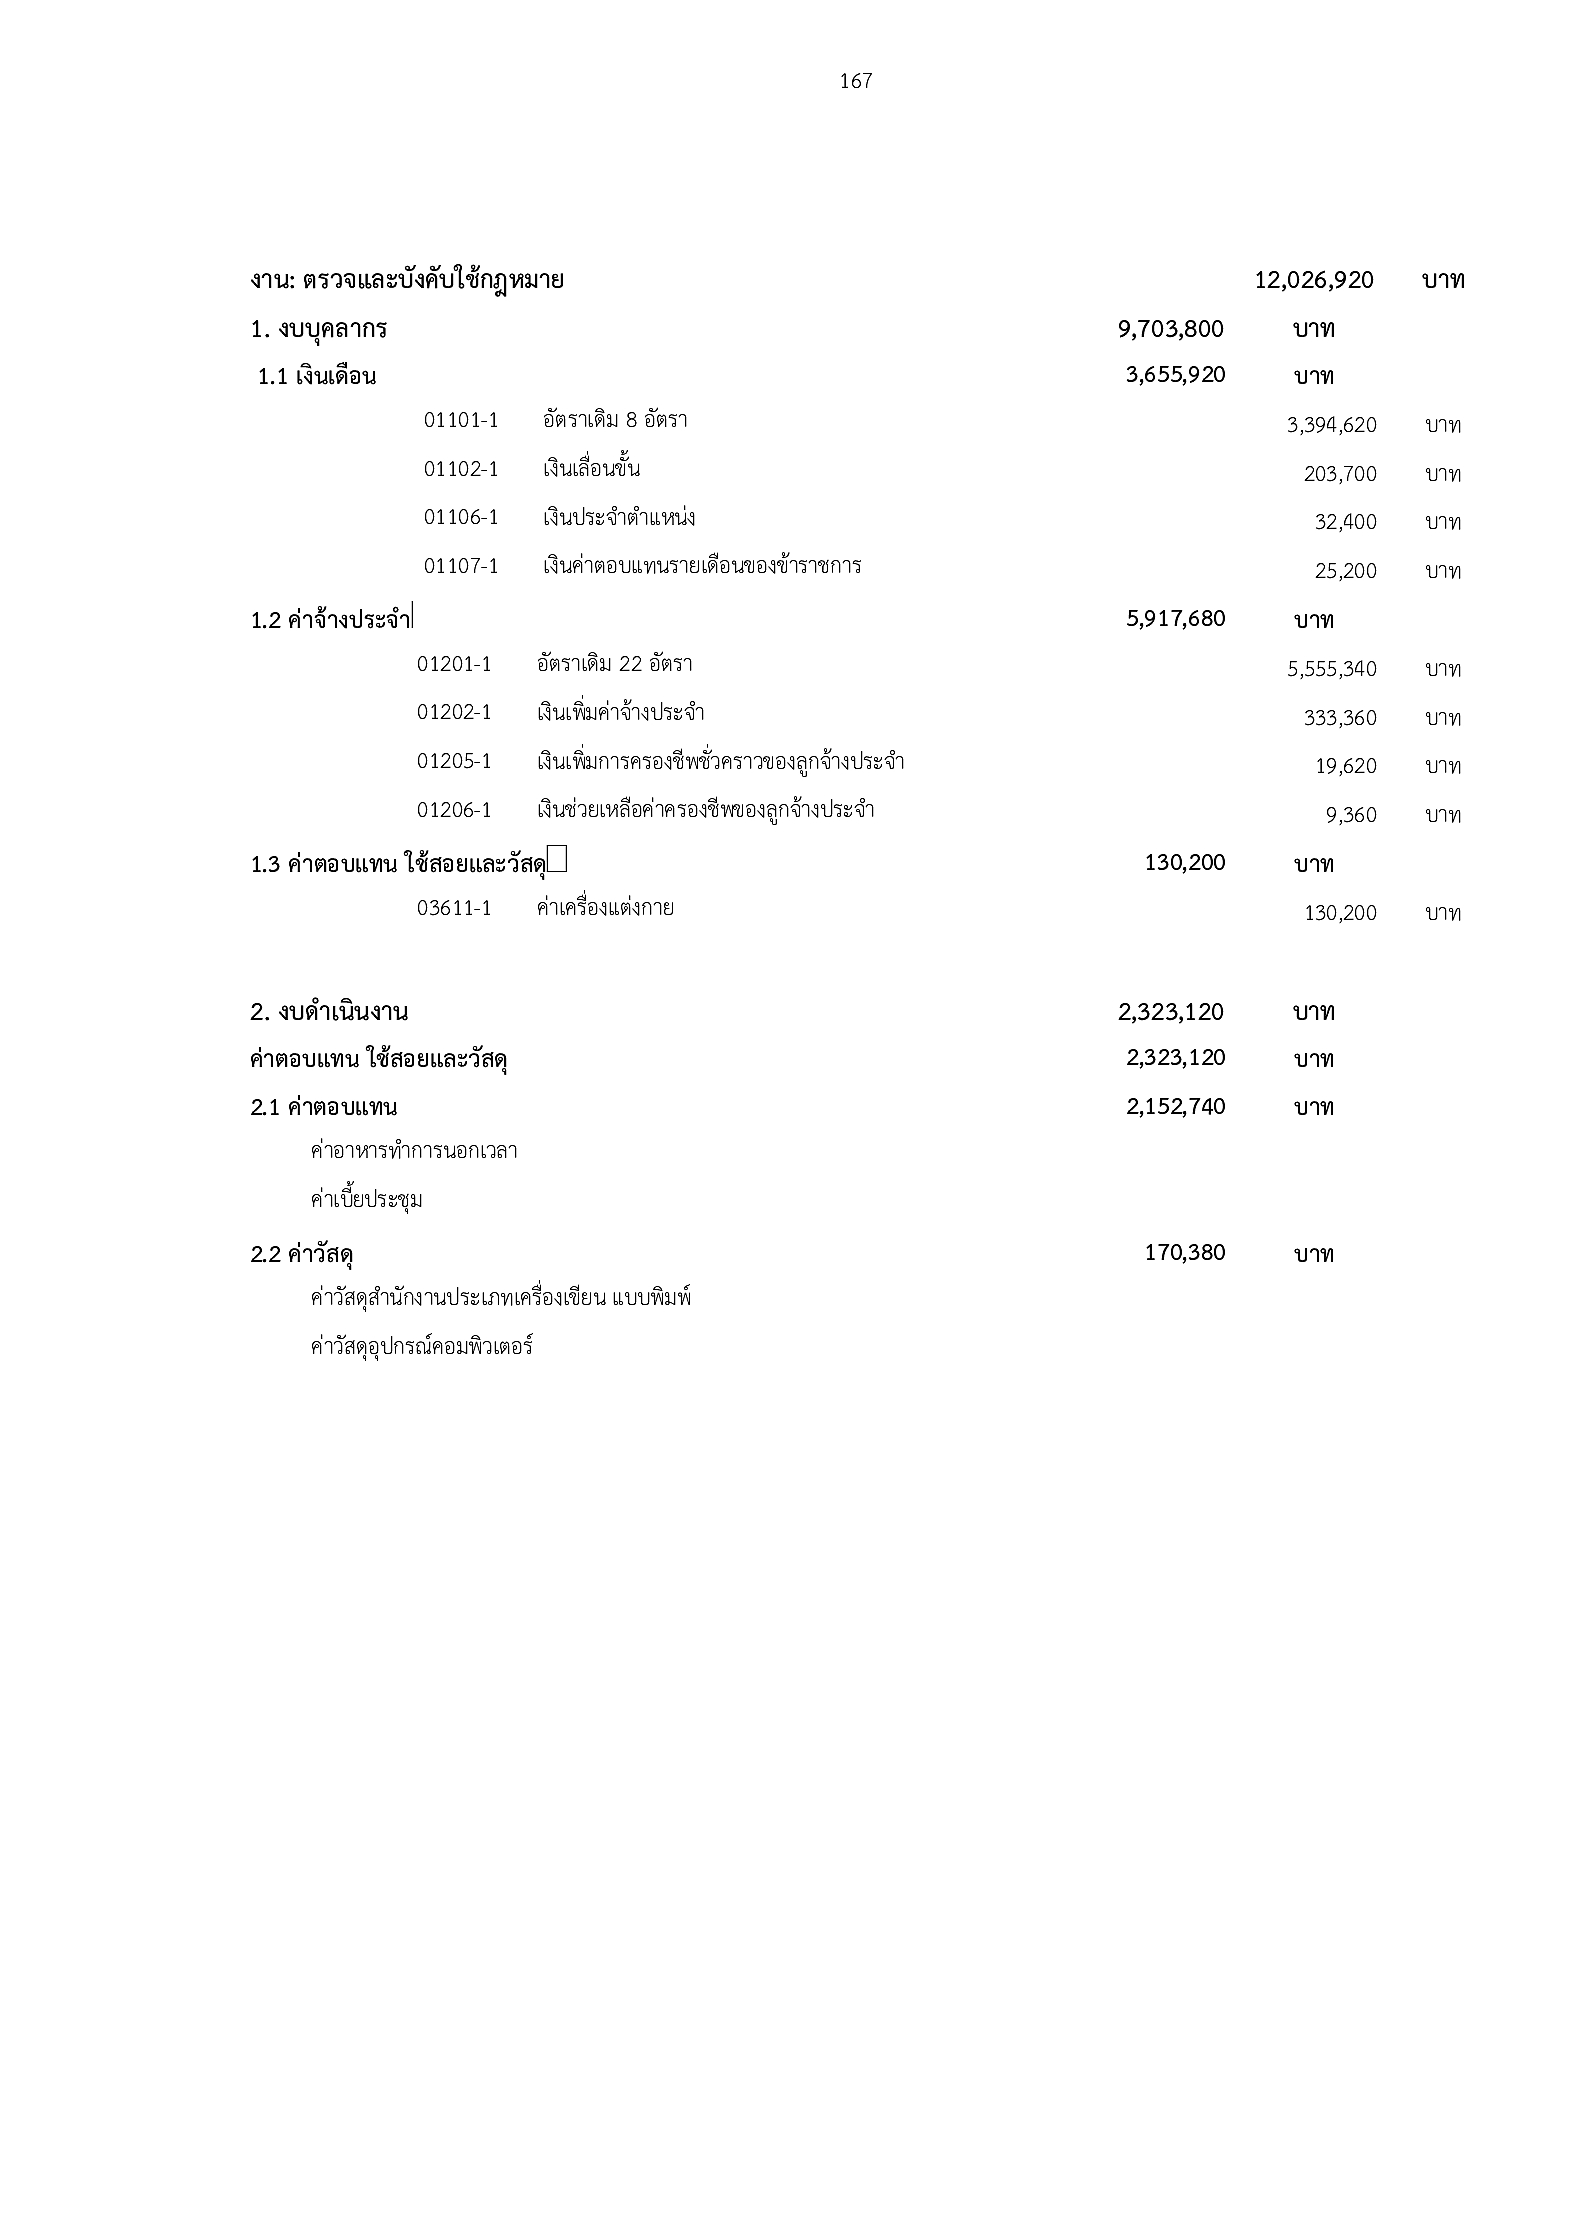 167
งาน: ตรวจและบังคับใช้กฎหมาย 12,026,920 บาท
1. งบบุคลากร 9,703,800 บาท
1.1 เงินเดือน 3,655,920 บาท
01101-1 อัตราเดิม 8 อัตรา 3,394,620 บาท
01102-1 เงินเลื่อนขั้น 203,700 บาท
01106-1 เงินประจำตำแหน่ง 32,400 บาท
01107-1 เงินค่าตอบแทนรายเดือนของข้าราชการ 25,200 บาท
1.2 ค่าจ้างประจำ 5,917,680 บาท
01201-1 อัตราเดิม 22 อัตรา 5,555,340 บาท
01202-1 เงินเพิ่มค่าจ้างประจำ 333,360 บาท
01205-1 เงินเพิ่มการครองชีพชั่วคราวของลูกจ้างประจำ 19,620 บาท
01206-1 เงินช่วยเหลือค่าครองชีพของลูกจ้างประจำ 9,360 บาท
1.3 ค่าตอบแทน ใช้สอยและวัสดุ 130,200 บาท
03611-1 ค่าเครื่องแต่งกาย 130,200 บาท
2. งบดำเนินงาน 2,323,120 บาท
ค่าตอบแทน ใช้สอยและวัสดุ 2,323,120 บาท
2.1 ค่าตอบแทน 2,152,740 บาท
ค่าอาหารทำการนอกเวลา
ค่าเบี้ยประชุม
2.2 ค่าวัสดุ 170,380 บาท
ค่าวัสดุสำนักงานประเภทเครื่องเขียน แบบพิมพ์
ค่าวัสดุอุปกรณ์คอมพิวเตอร์